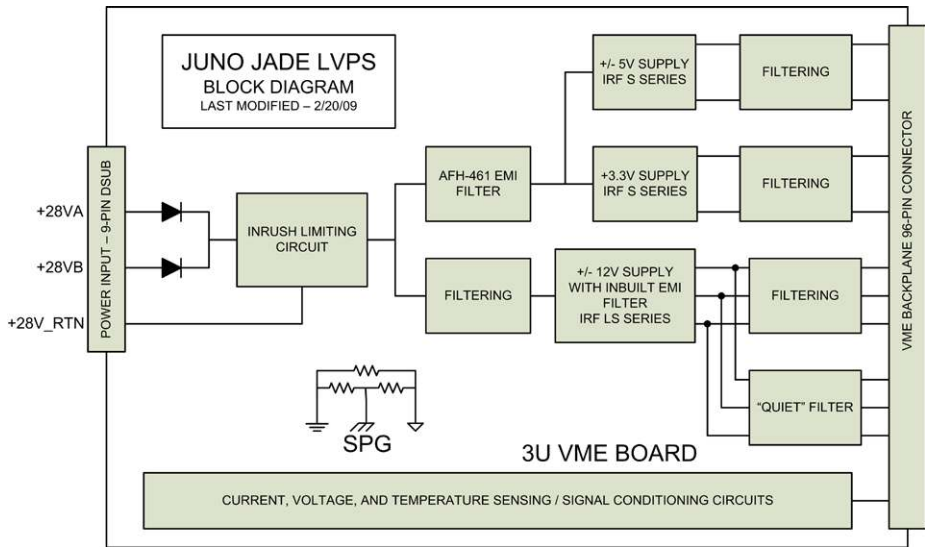 JUNO JADE LVPS
BLOCK DIAGRAM
LAST MODIFIED – 2/20/09
+/- 5V SUPPLY
IRF S SERIES
FILTERING
AFH-461 EMI
FILTER
+3.3V SUPPLY
IRF S SERIES
FILTERING
POWER INPUT – 9-PIN DSUB
+28VA
+28VB
+28V_RTN
INRUSH LIMITING
CIRCUIT
FILTERING
+/- 12V SUPPLY
WITH INBUILT EMI
FILTER
IRF LS SERIES
FILTERING
"QUIET" FILTER
VME BACKPLANE 96-PIN CONNECTOR
SPG
3U VME BOARD
CURRENT, VOLTAGE, AND TEMPERATURE SENSING / SIGNAL CONDITIONING CIRCUITS